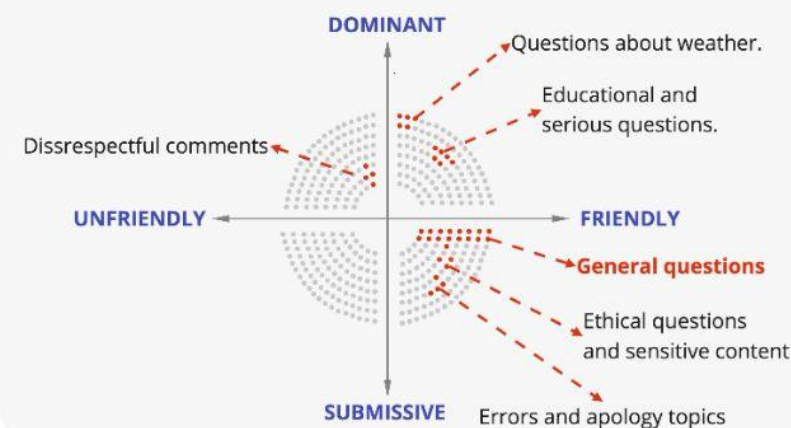 DOMINANT
Questions about weather.
Educational and
serious questions.
Dissrespectful comments
UNFRIENDLY
FRIENDLY
General questions
Ethical questions
and sensitive content
SUBMISSIVE
Errors and apology topics